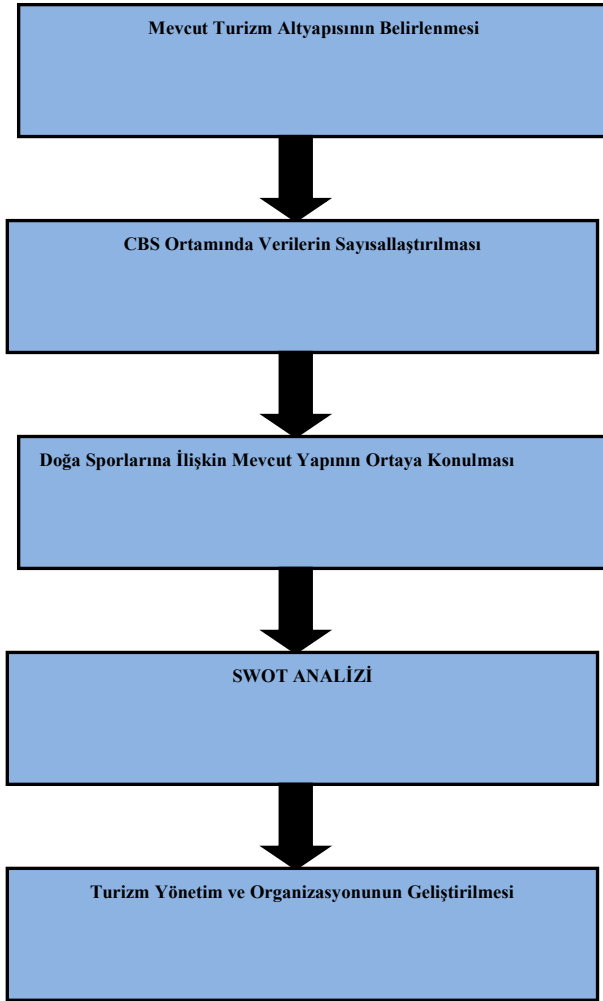 Mevcut Turizm Altyapısının Belirlenmesi
CBS Ortamında Verilerin Sayısallaştırılması
Doğa Sporlarına İlişkin Mevcut Yapının Ortaya Konulması
SWOT ANALİZİ
Turizm Yönetim ve Organizasyonunun Geliştirilmesi